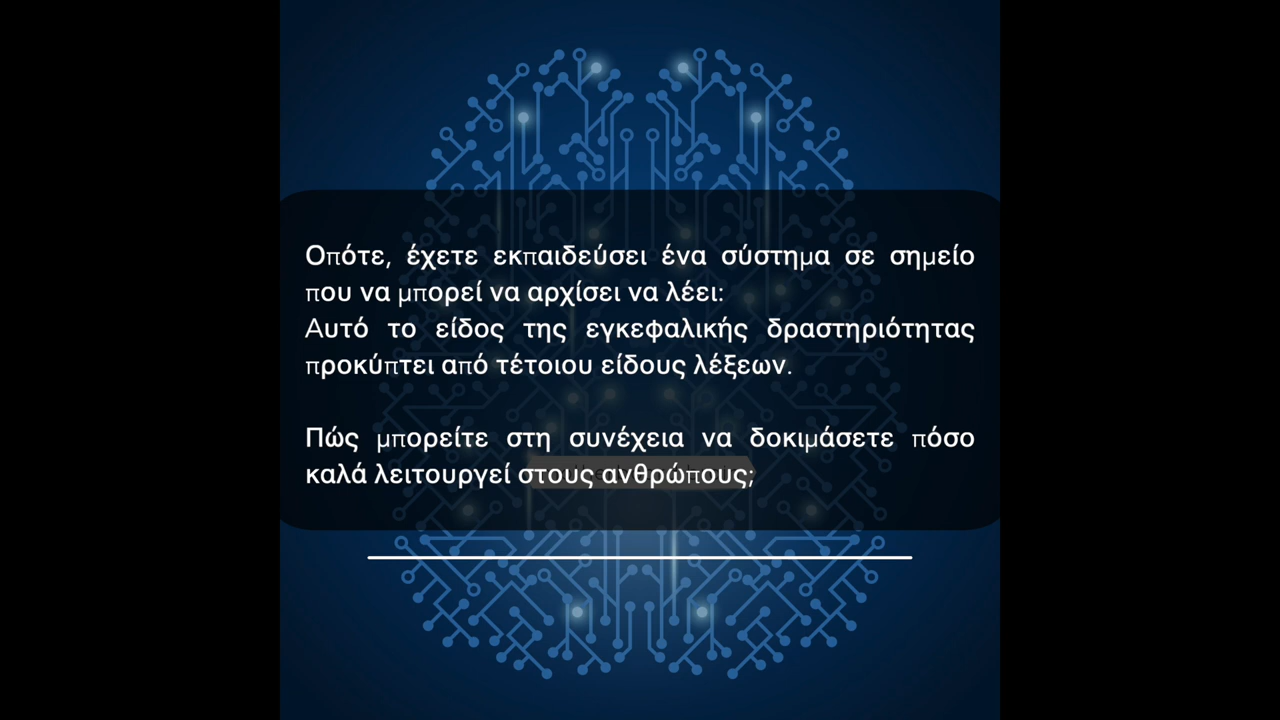 Οπότε, έχετε εκπαιδεύσει ένα σύστημα σε σημείο
που να μπορεί να αρχίσει να λέει:
Αυτό το είδος της εγκεφαλικής δραστηριότητας
προκύπτει από τέτοιου είδους λέξεων.
Πώς μπορείτε στη συνέχεια να δοκιμάσετε πόσο
καλά λειτουργεί στους ανθρώπους;